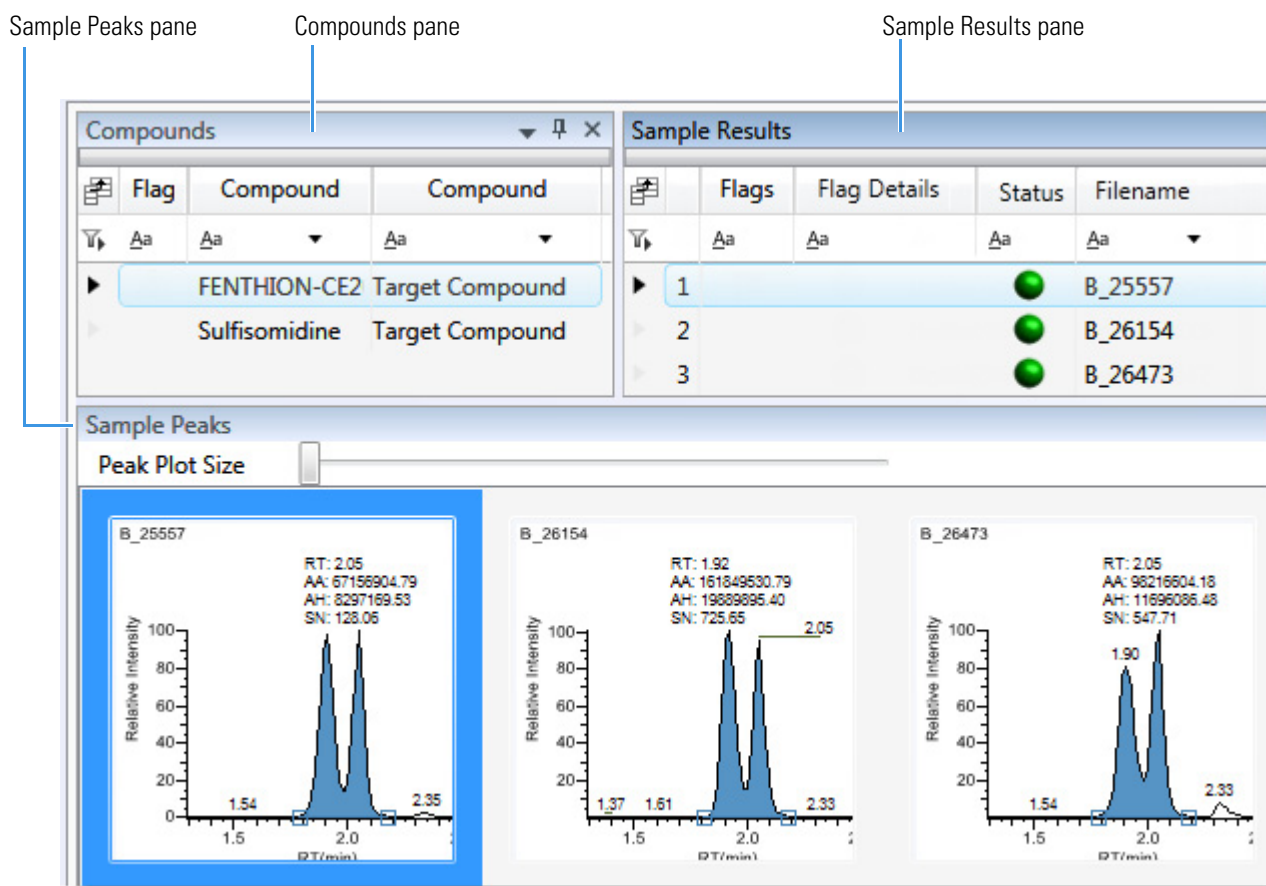 Sample Peaks pane Compounds pane Sample Results pane
Compounds
Sample Results
Flag Compound Compound
Flags Flag Details Status Filename
Aa Aa Aa
Aa Aa Aa Aa
FENTHION-CE2 Target Compound
Sulfisomidine Target Compound
1 B_25557
2 B_26154
3 B_26473
Sample Peaks
Peak Plot Size
B_25557
RT: 2.05
AA: 67156904.79
AH: 8297169.53
SN: 128.06
Relative Intensity
100
80
60
40
20
0
1.54
2.35
1.5 2.0
RT(min)
B_26154
RT: 1.92
AA: 161849530.79
AH: 19889895.40
SN: 725.65
2.05
Relative Intensity
100
80
60
40
20
1.37 1.61 2.33
1.5 2.0
RT(min)
B_26473
RT: 2.05
AA: 98216604.18
AH: 11696086.48
SN: 547.71
1.90
Relative Intensity
100
80
60
40
20
1.54 2.33
1.5 2.0
RT(min)